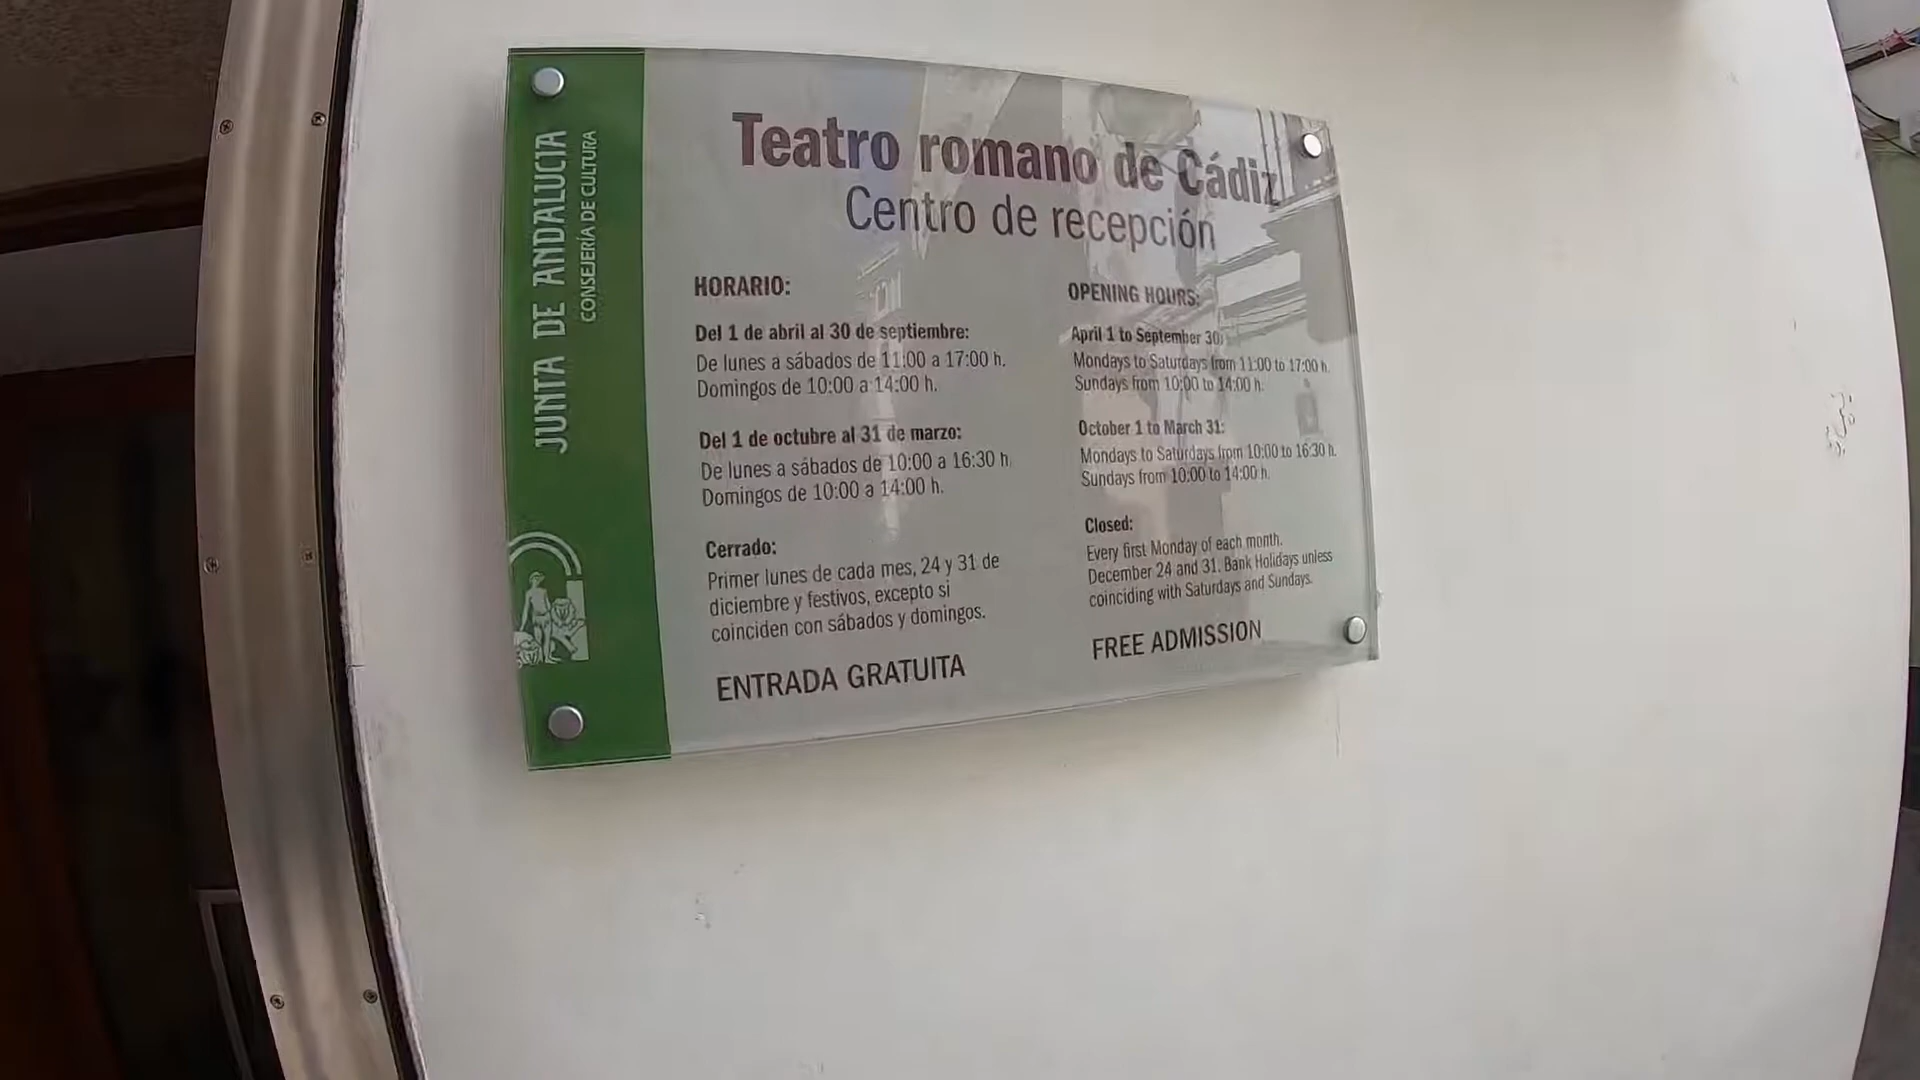 JUNTA DE ANDALUCIA
CONSEJERÍA DE CULTURA
Teatro romano de Cádiz
Centro de recepción
HORARIO:
Del 1 de abril al 30 de septiembre:
De lunes a sábados de 11:00 a 17:00 h.
Domingos de 10:00 a 14:00 h.
Del 1 de octubre al 31 de marzo:
De lunes a sábados de 10:00 a 16:30 h.
Domingos de 10:00 a 14:00 h.
Cerrado:
Primer lunes de cada mes, 24 y 31 de
diciembre y festivos, excepto si
coinciden con sábados y domingos.
ENTRADA GRATUITA
OPENING HOURS:
April 1 to September 30:
Mondays to Saturdays from 11:00 to 17:00 h.
Sundays from 10:00 to 14:00 h.
October 1 to March 31:
Mondays to Saturdays from 10:00 to 16:30 h.
Sundays from 10:00 to 14:00 h.
Closed:
Every first Monday of each month.
December 24 and 31. Bank Holidays unless
coinciding with Saturdays and Sundays.
FREE ADMISSION